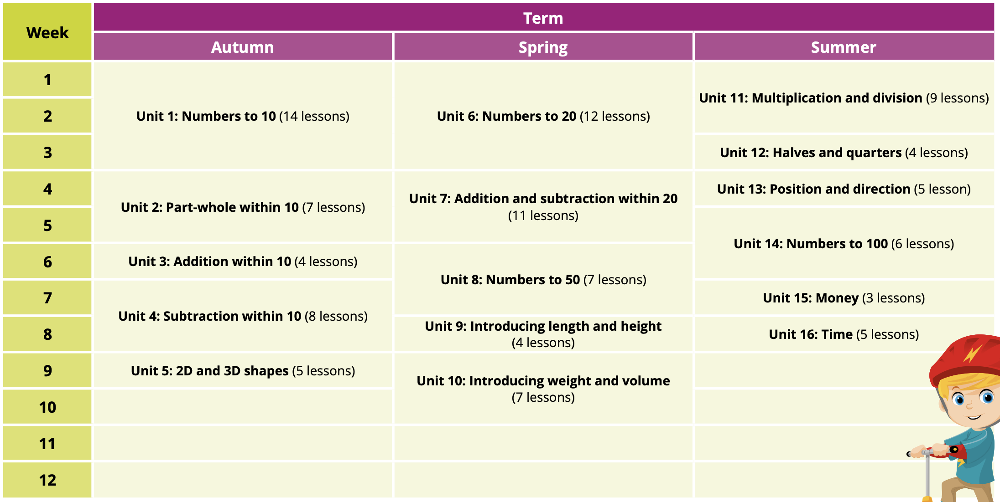 Week
Term
Autumn
Spring
Summer
1
2
3
4
5
6
7
8
9
10
11
12
Unit 1: Numbers to 10 (14 lessons)
Unit 2: Part-whole within 10 (7 lessons)
Unit 3: Addition within 10 (4 lessons)
Unit 4: Subtraction within 10 (8 lessons)
Unit 5: 2D and 3D shapes (5 lessons)
Unit 6: Numbers to 20 (12 lessons)
Unit 7: Addition and subtraction within 20
(11 lessons)
Unit 8: Numbers to 50 (7 lessons)
Unit 9: Introducing length and height
(4 lessons)
Unit 10: Introducing weight and volume
(7 lessons)
Unit 11: Multiplication and division (9 lessons)
Unit 12: Halves and quarters (4 lessons)
Unit 13: Position and direction (5 lesson)
Unit 14: Numbers to 100 (6 lessons)
Unit 15: Money (3 lessons)
Unit 16: Time (5 lessons)